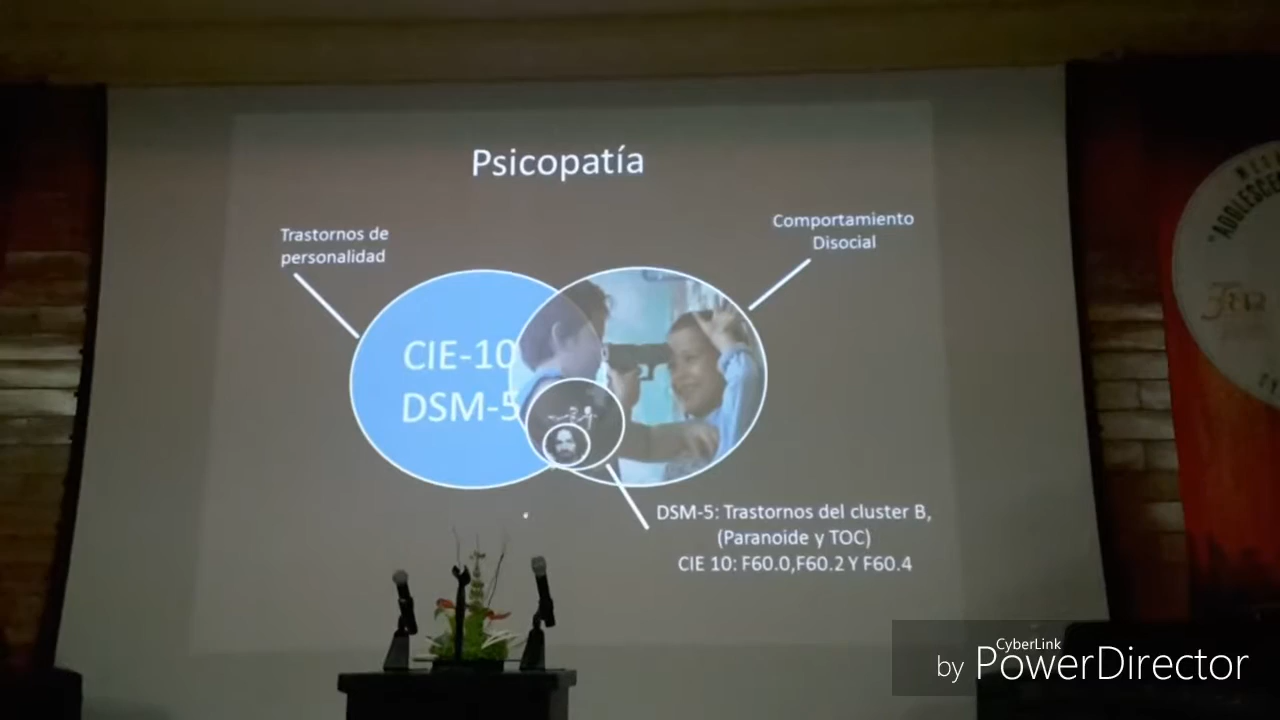 Psicopatía
Trastornos de
personalidad
Comportamiento
Disocial
CIE-10
DSM-5
DSM-5: Trastornos del cluster B,
(Paranoide y TOC)
CIE 10: F60.0,F60.2 Y F60.4
CyberLink
by PowerDirector